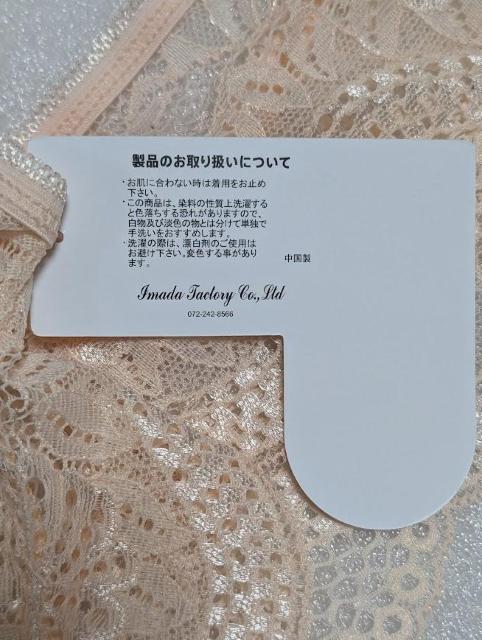 製品のお取り扱いについて
・お肌に合わない時は着用をお止め
下さい。
・この商品は、染料の性質上洗濯する
と色落ちする恐れがありますので、
白物及び淡色の物とは分けて単独で
手洗いをおすすめします。
・洗濯の際は、漂白剤のご使用は
お避け下さい。変色する事があり
ます。
中国製
Imada Factory Co.,Ltd
072-242-8566